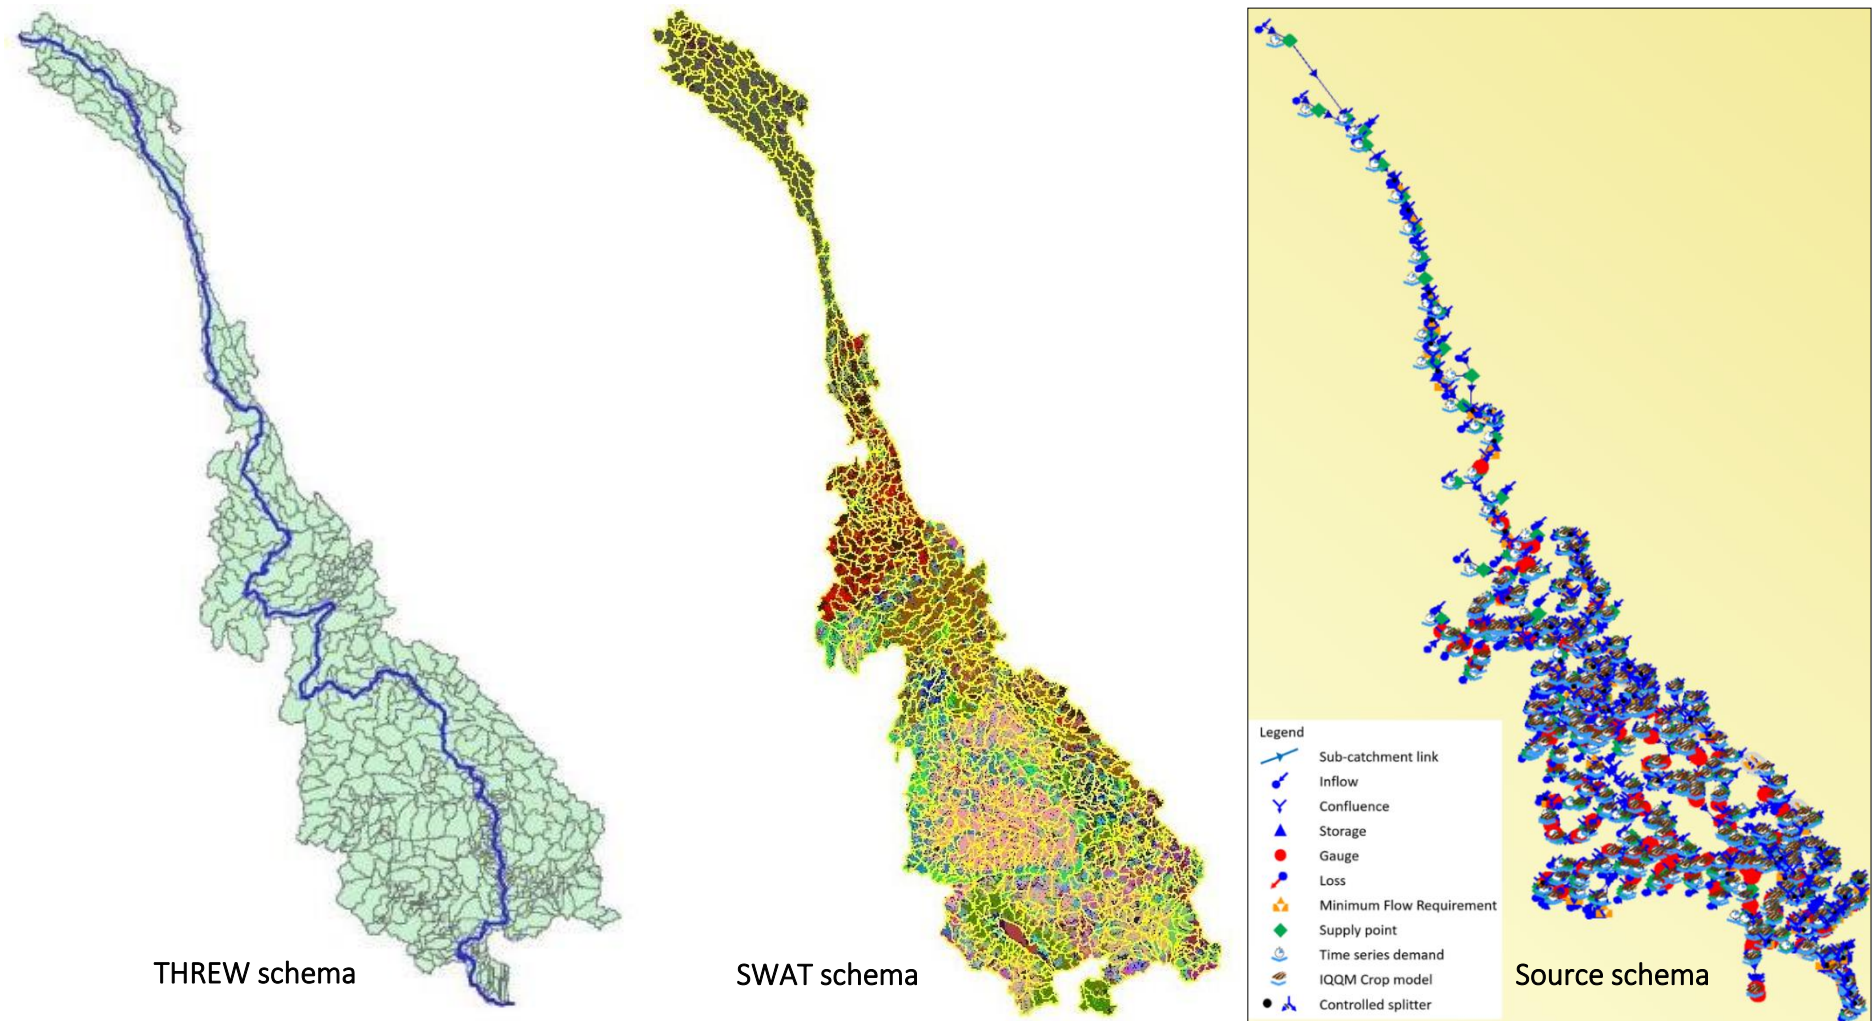 THREW schema
SWAT schema
Legend
Sub-catchment link
Inflow
Confluence
Storage
Gauge
Loss
Minimum Flow Requirement
Supply point
Time series demand
IQQM Crop model
Controlled splitter
Source schema